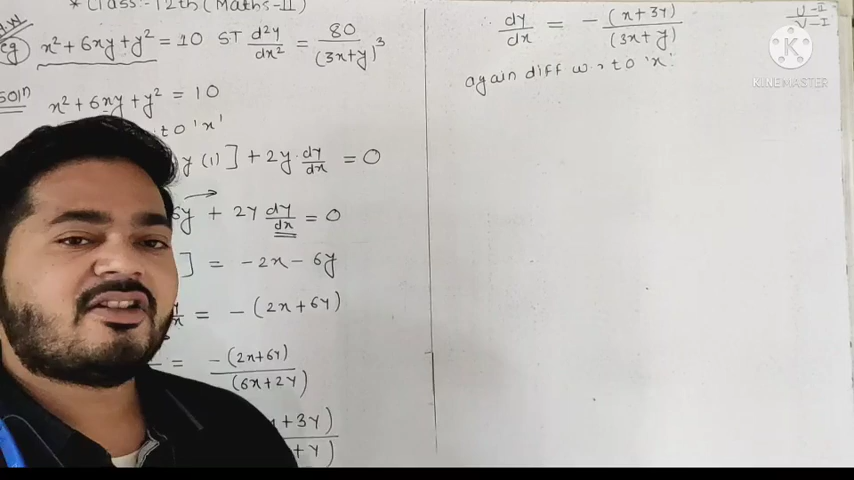 * Class:-12th (Maths-II)
H.W
eg x² + 6xy + y² = 10 ST d²y/dx² = 80/(3x+y)³
Solⁿ x² + 6xy + y² = 10
to 'x'
y (1)] + 2y·dy/dx = 0
6y + 2y dy/dx = 0
] = -2x - 6y
= -(2x + 6y)
= -(2x+6y)/(6x+2y)
+ 3y)
+ y)
∴ dy/dx = -(x + 3y)/(3x + y)
U-II
V-I
again diff w.r to 'x'
KINEMASTER